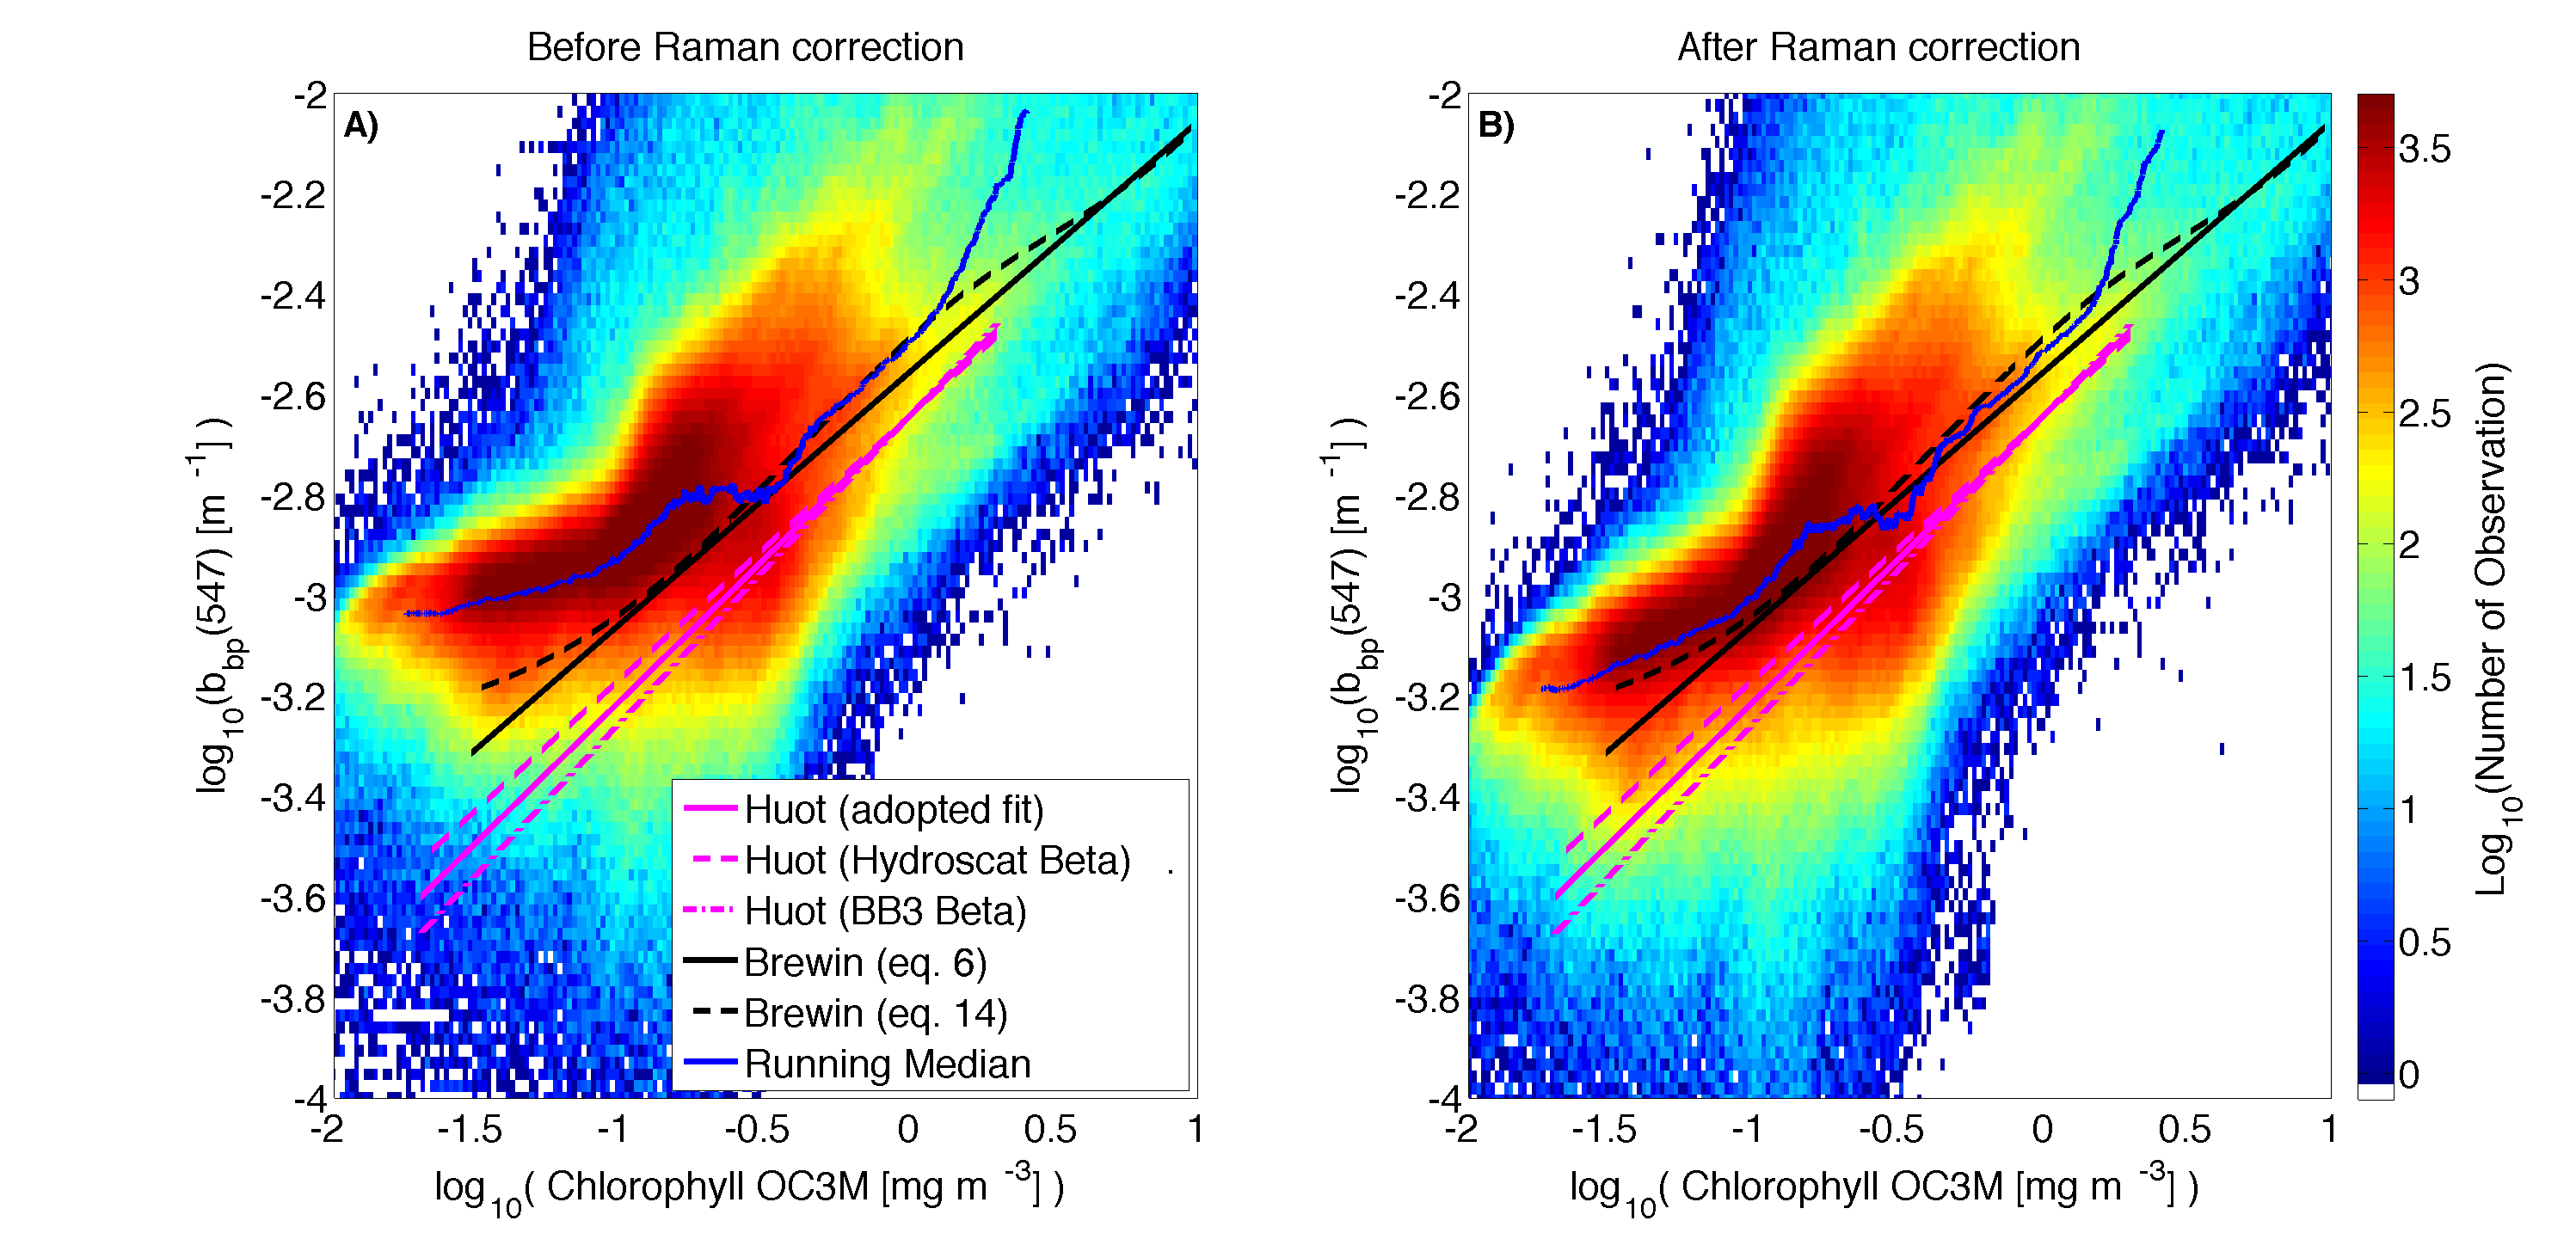 Before Raman correction
A)
-2
-2.2
-2.4
-2.6
-2.8
-3
-3.2
-3.4
-3.6
-3.8
-4
log10(bbp(547) [m -1] )
Huot (adopted fit)
Huot (Hydroscat Beta) .
Huot (BB3 Beta)
Brewin (eq. 6)
Brewin (eq. 14)
Running Median
-2 -1.5 -1 -0.5 0 0.5 1
log10( Chlorophyll OC3M [mg m -3] )
After Raman correction
B)
-2
-2.2
-2.4
-2.6
-2.8
-3
-3.2
-3.4
-3.6
-3.8
-4
log10(bbp(547) [m -1] )
-2 -1.5 -1 -0.5 0 0.5 1
log10( Chlorophyll OC3M [mg m -3] )
3.5
3
2.5
2
1.5
1
0.5
0
Log10(Number of Observation)